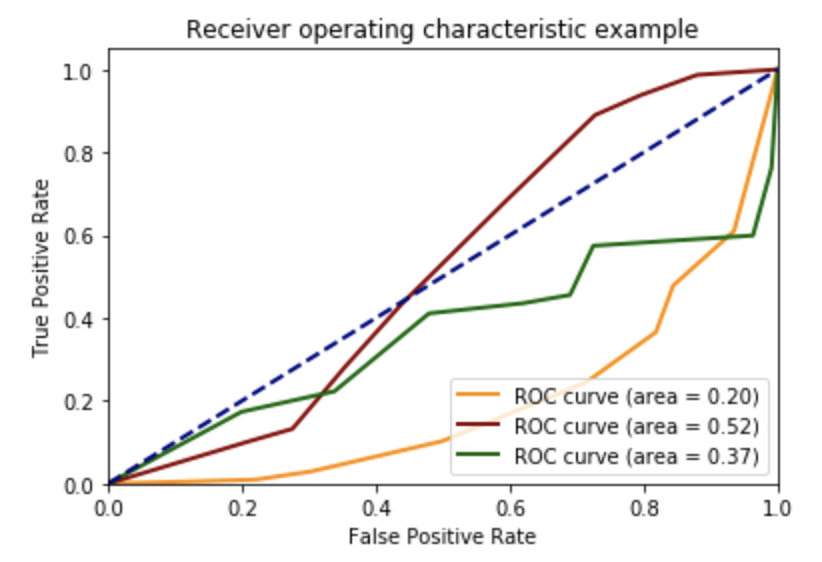 Receiver operating characteristic example
True Positive Rate
1.0
0.8
0.6
0.4
0.2
0.0
ROC curve (area = 0.20)
ROC curve (area = 0.52)
ROC curve (area = 0.37)
0.0 0.2 0.4 0.6 0.8 1.0
False Positive Rate